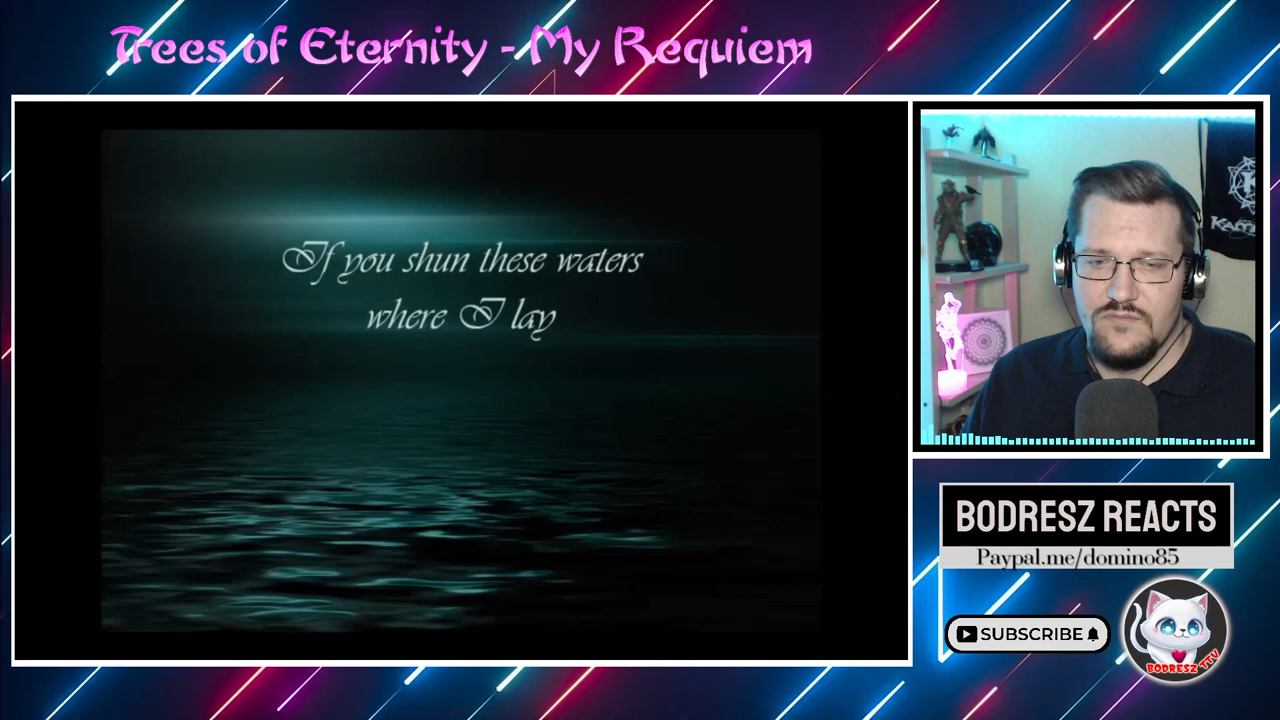 Trees of Eternity - My Requiem
If you shun these waters
where I lay
BODRESZ REACTS
Paypal.me/domino85
SUBSCRIBE
BODRESZ TTV